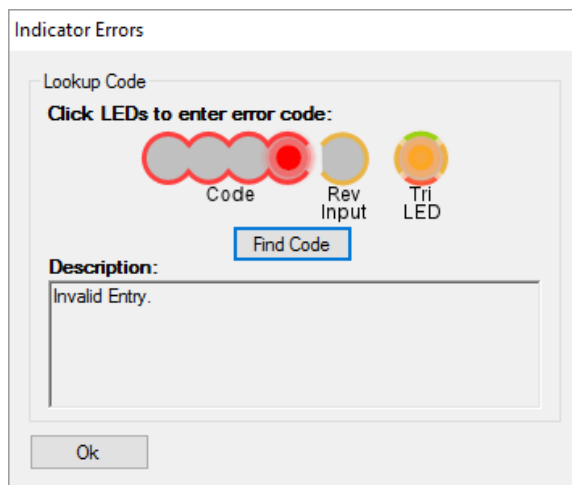 Indicator Errors
Lookup Code
Click LEDs to enter error code:
Code
Rev
Input
Tri
LED
Find Code
Description:
Invalid Entry.
Ok